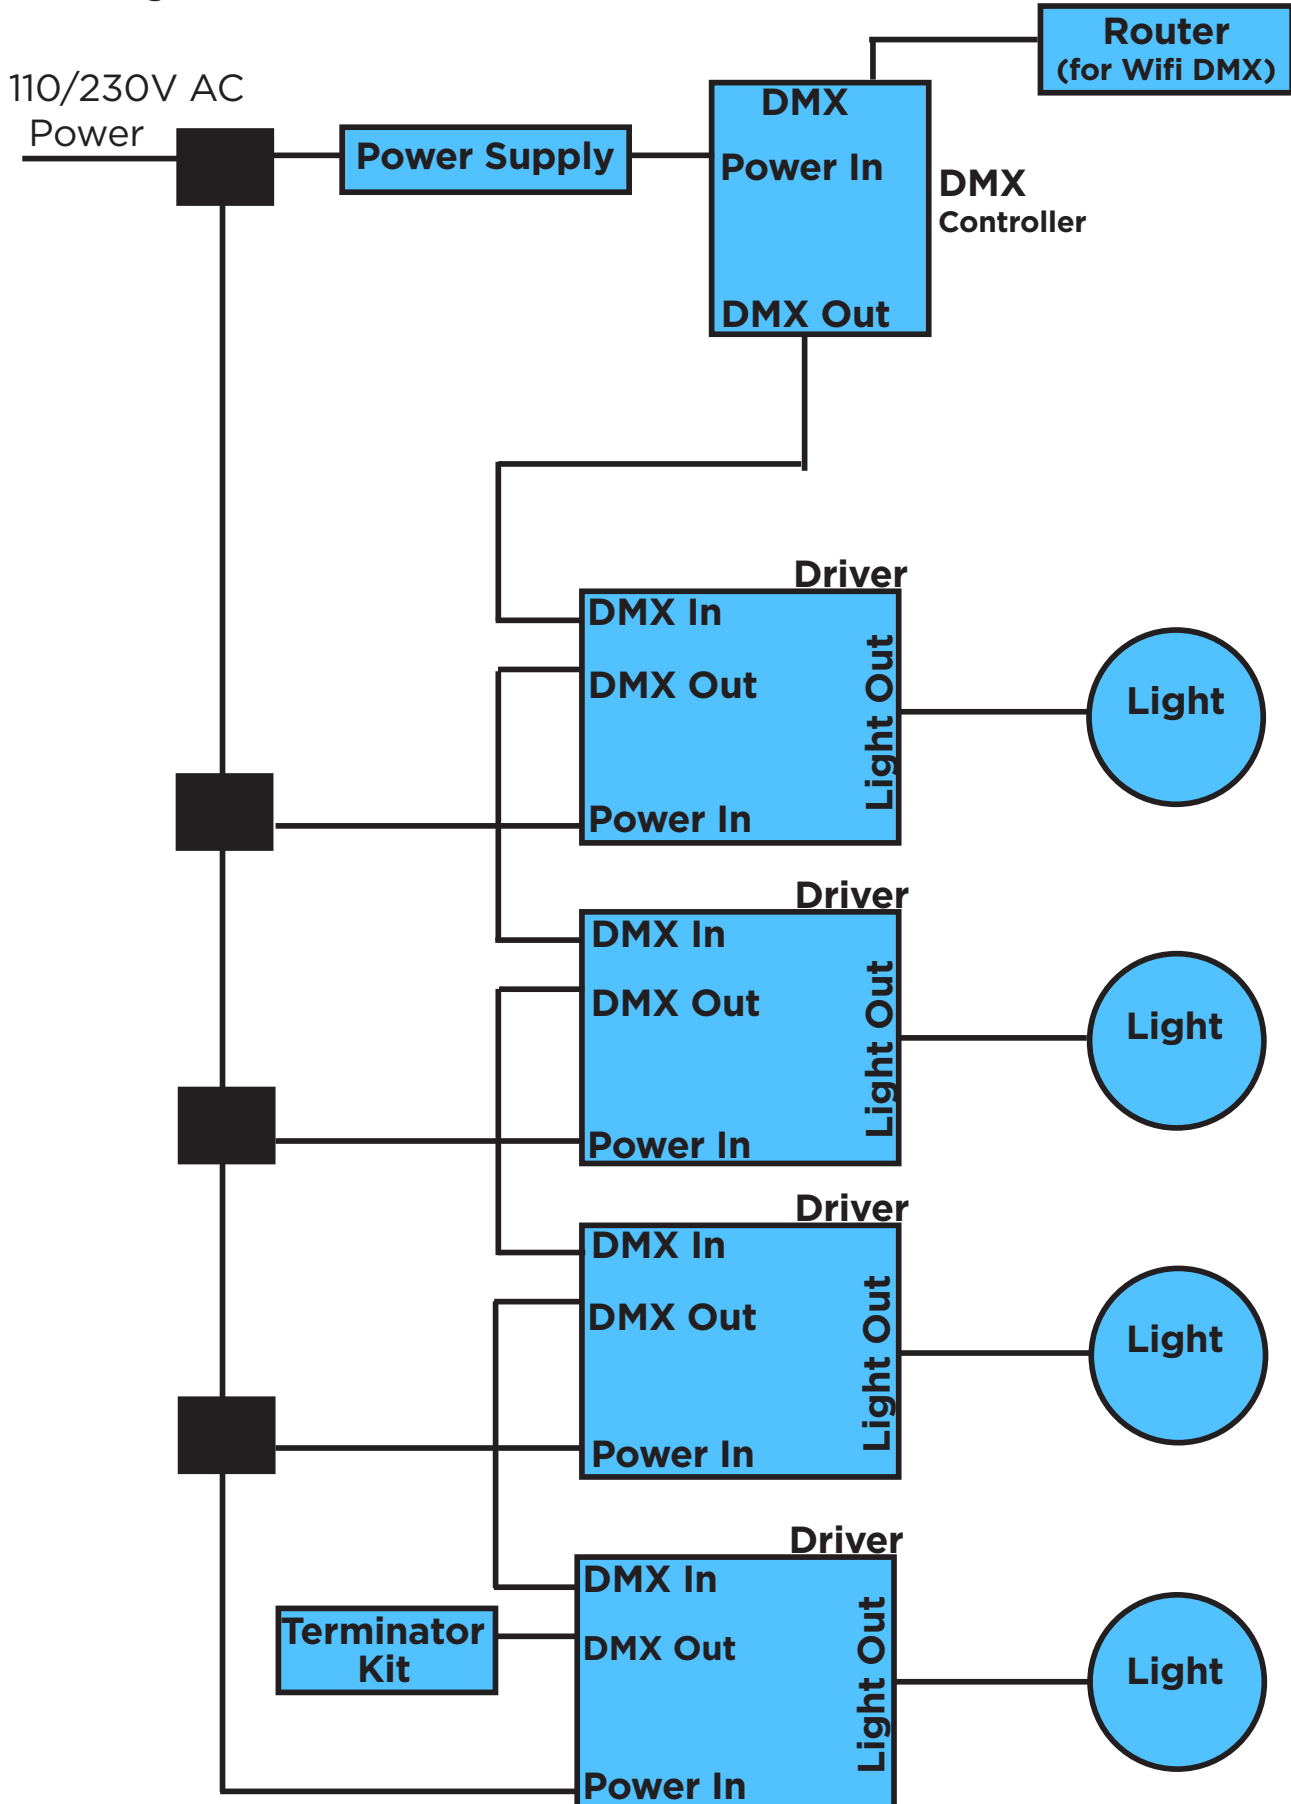 Router
(for Wifi DMX)
110/230V AC
Power
Power Supply
DMX
Power In
DMX Out
DMX
Controller
Driver
DMX In
DMX Out
Power In
Light Out
Light
Driver
DMX In
DMX Out
Power In
Light Out
Light
Driver
DMX In
DMX Out
Power In
Light Out
Light
Driver
DMX In
DMX Out
Power In
Light Out
Light
Terminator
Kit